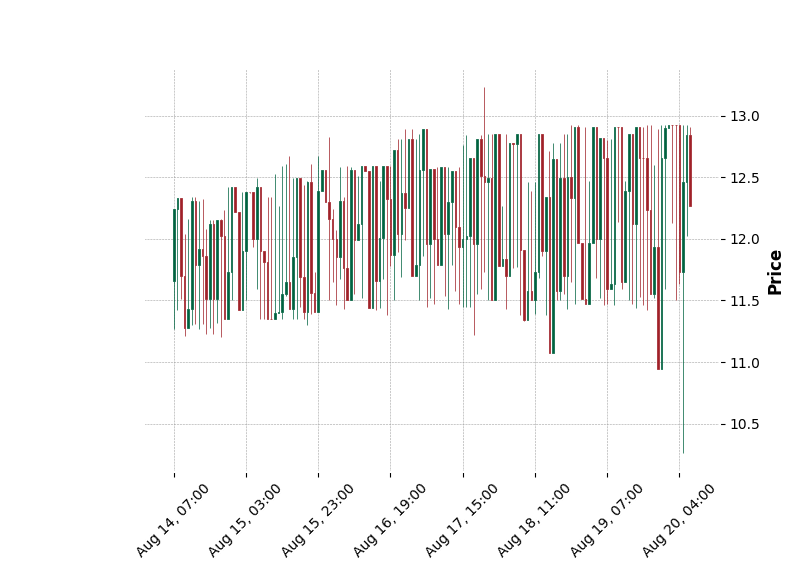 13.0
12.5
12.0
11.5
11.0
10.5
Price
Aug 14, 07:00
Aug 15, 03:00
Aug 15, 23:00
Aug 16, 19:00
Aug 17, 15:00
Aug 18, 11:00
Aug 19, 07:00
Aug 20, 04:00